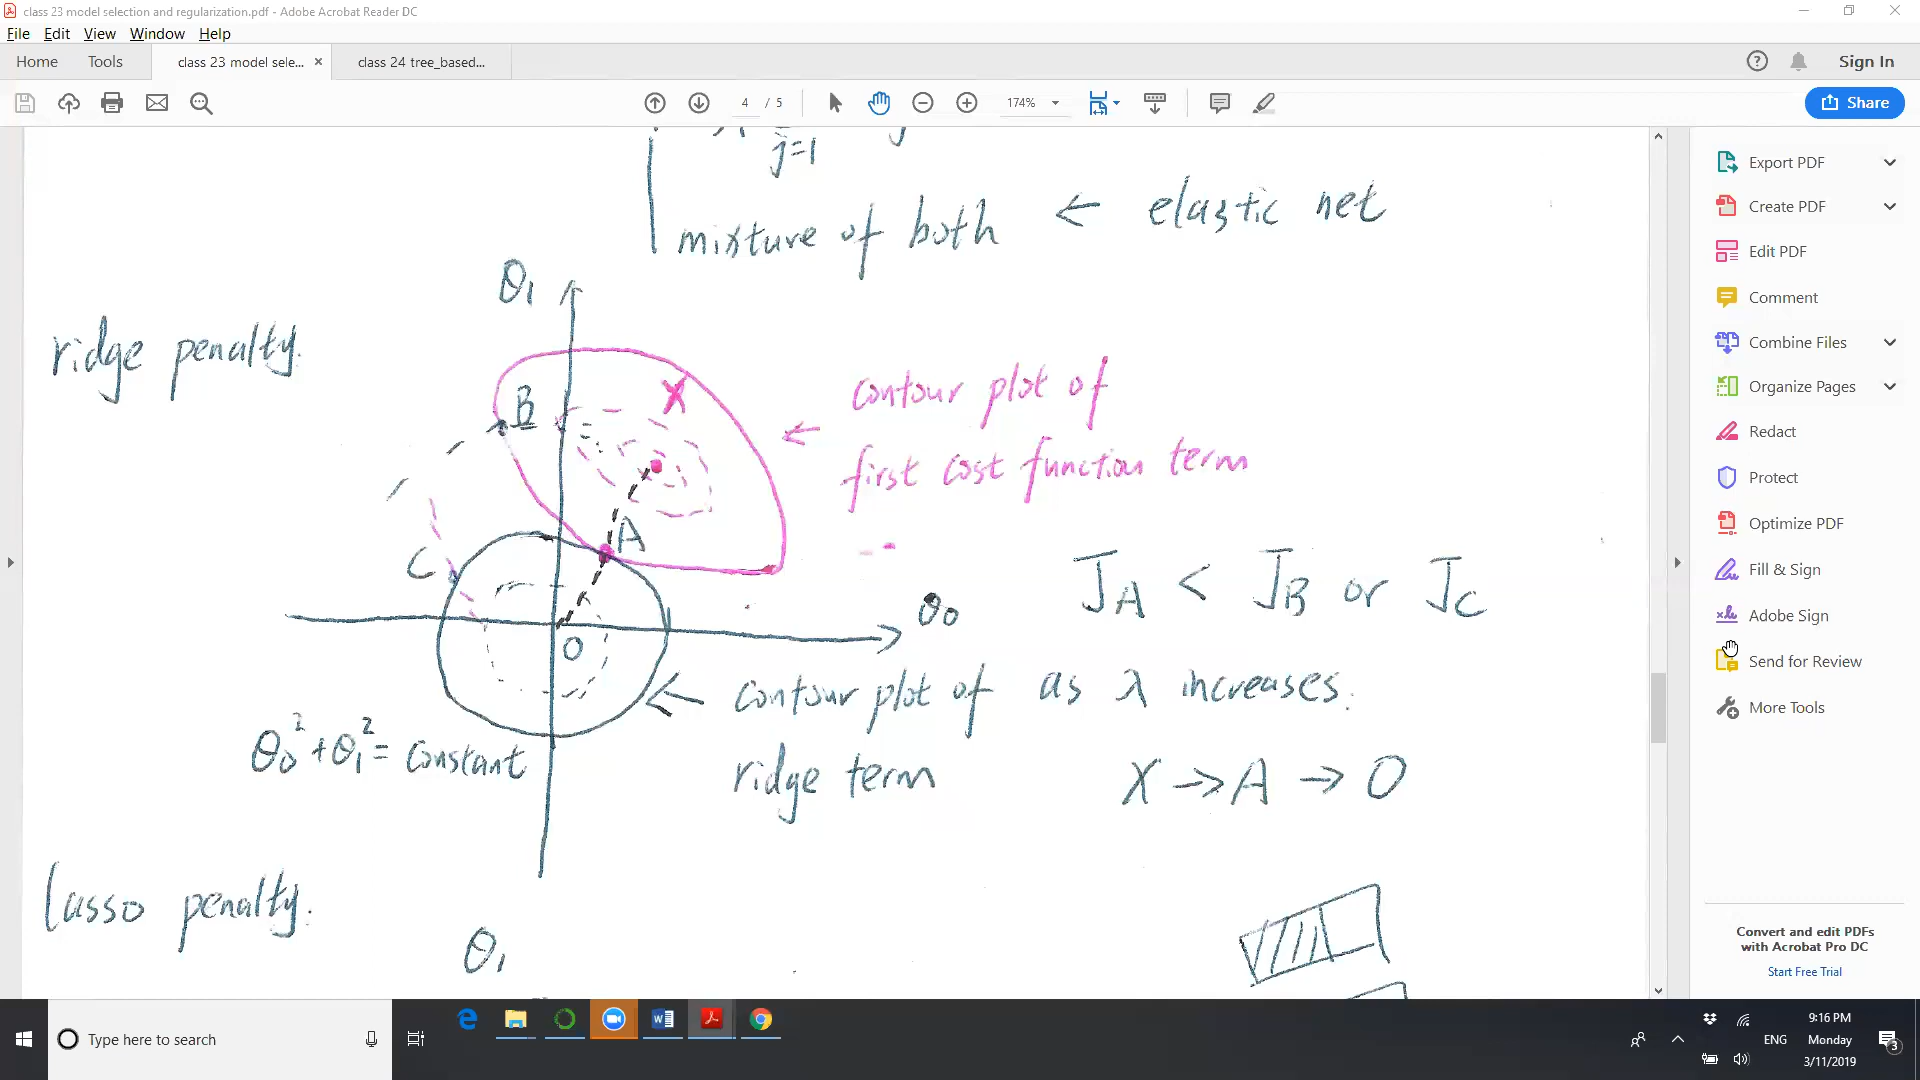 class 23 model selection and regularization.pdf - Adobe Acrobat Reader DC
File Edit View Window Help
Home Tools class 23 model sele... × class 24 tree_based...
Sign In
4 / 5 174%
Share
j=1
mixture of both ← elastic net
θ1
ridge penalty.
B
X
contour plot of
← first cost function term
A
C
θ0
O
JA < JB or JC
← contour plot of
ridge term
as λ increases.
X → A → O
θ0² + θ1² = constant
lasso penalty.
θ1
Export PDF
Create PDF
Edit PDF
Comment
Combine Files
Organize Pages
Redact
Protect
Optimize PDF
Fill & Sign
Adobe Sign
Send for Review
More Tools
Convert and edit PDFs
with Acrobat Pro DC
Start Free Trial
Type here to search
ENG
9:16 PM
Monday
3/11/2019
3